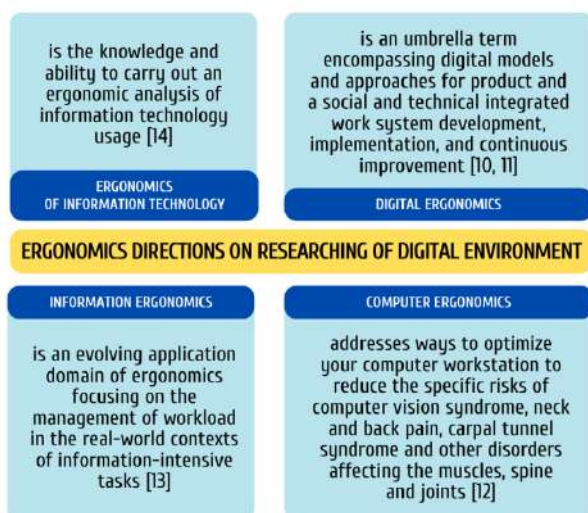 is the knowledge and
ability to carry out an
ergonomic analysis of
information technology
usage [14]
ERGONOMICS
OF INFORMATION TECHNOLOGY
is an umbrella term
encompassing digital models
and approaches for product and
a social and technical integrated
work system development,
implementation, and continuous
improvement [10, 11]
DIGITAL ERGONOMICS
ERGONOMICS DIRECTIONS ON RESEARCHING OF DIGITAL ENVIRONMENT
INFORMATION ERGONOMICS
is an evolving application
domain of ergonomics
focusing on the
management of workload
in the real-world contexts
of information-intensive
tasks [13]
COMPUTER ERGONOMICS
addresses ways to optimize
your computer workstation to
reduce the specific risks of
computer vision syndrome, neck
and back pain, carpal tunnel
syndrome and other disorders
affecting the muscles, spine
and joints [12]